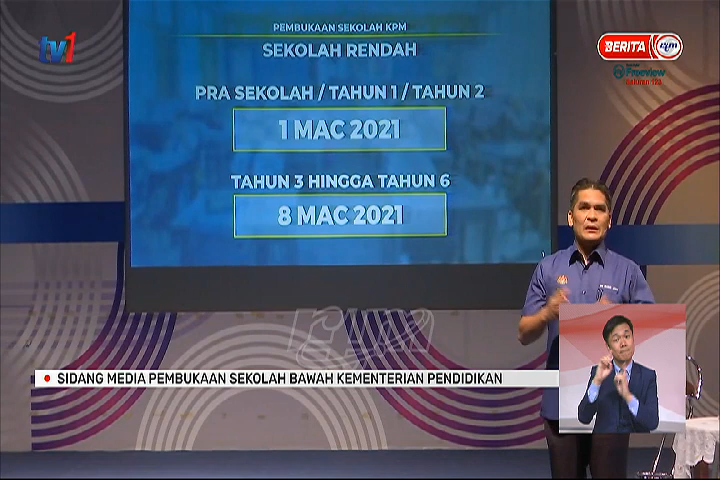 tv1
PEMBUKAAN SEKOLAH KPM
SEKOLAH RENDAH
PRA SEKOLAH / TAHUN 1 / TAHUN 2
1 MAC 2021
TAHUN 3 HINGGA TAHUN 6
8 MAC 2021
BERITA rtm
Freeview
SIDANG MEDIA PEMBUKAAN SEKOLAH BAWAH KEMENTERIAN PENDIDIKAN